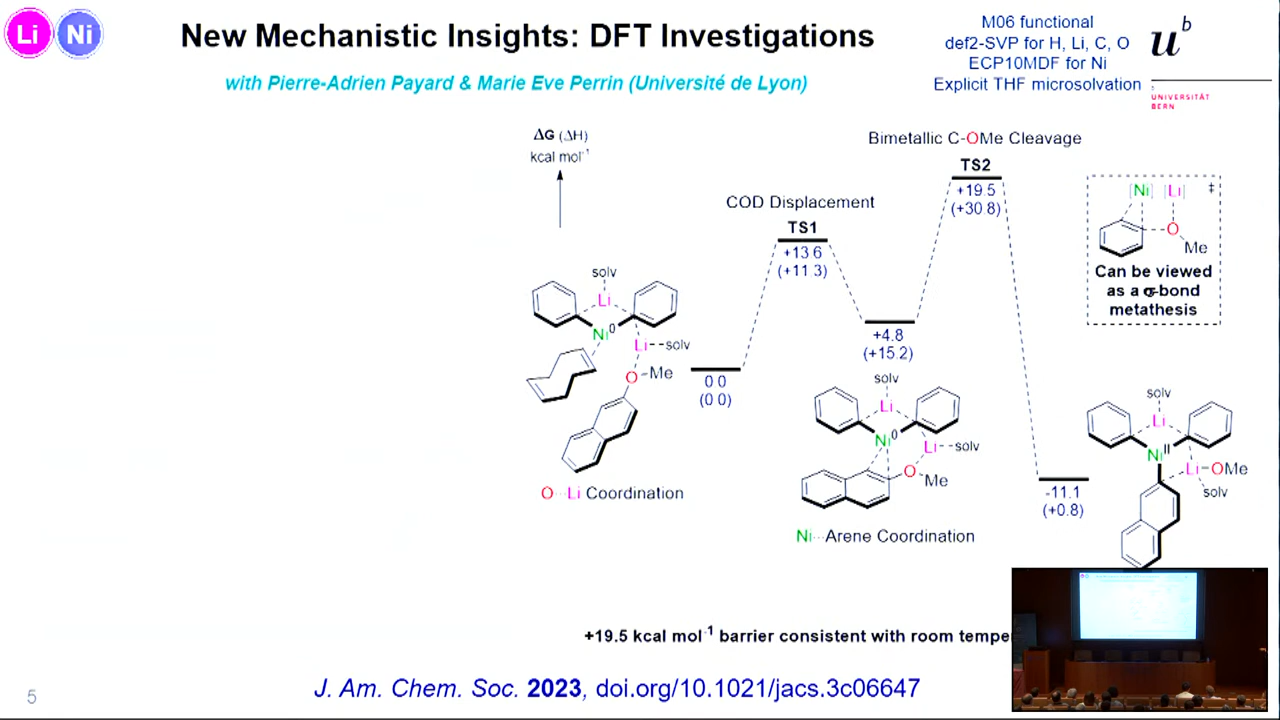 Li Ni
New Mechanistic Insights: DFT Investigations
with Pierre-Adrien Payard & Marie Eve Perrin (Université de Lyon)
M06 functional
def2-SVP for H, Li, C, O
ECP10MDF for Ni
Explicit THF microsolvation
u b
UNIVERSITÄT
BERN
ΔG (ΔH)
kcal mol-1
Bimetallic C-OMe Cleavage
TS2
+19 5
(+30.8)
COD Displacement
TS1
+13 6
(+11.3)
[Ni] [Li] ‡
O
Me
Can be viewed
as a σ-bond
metathesis
solv
Li
Ni0
Li--solv
O-Me
O···Li Coordination
0 0
(0 0)
+4.8
(+15.2)
solv
Li
Ni0
Li--solv
O
Me
Ni···Arene Coordination
-11.1
(+0.8)
solv
Li
NiII
Li-OMe
solv
+19.5 kcal mol-1 barrier consistent with room tempe
5
J. Am. Chem. Soc. 2023, doi.org/10.1021/jacs.3c06647